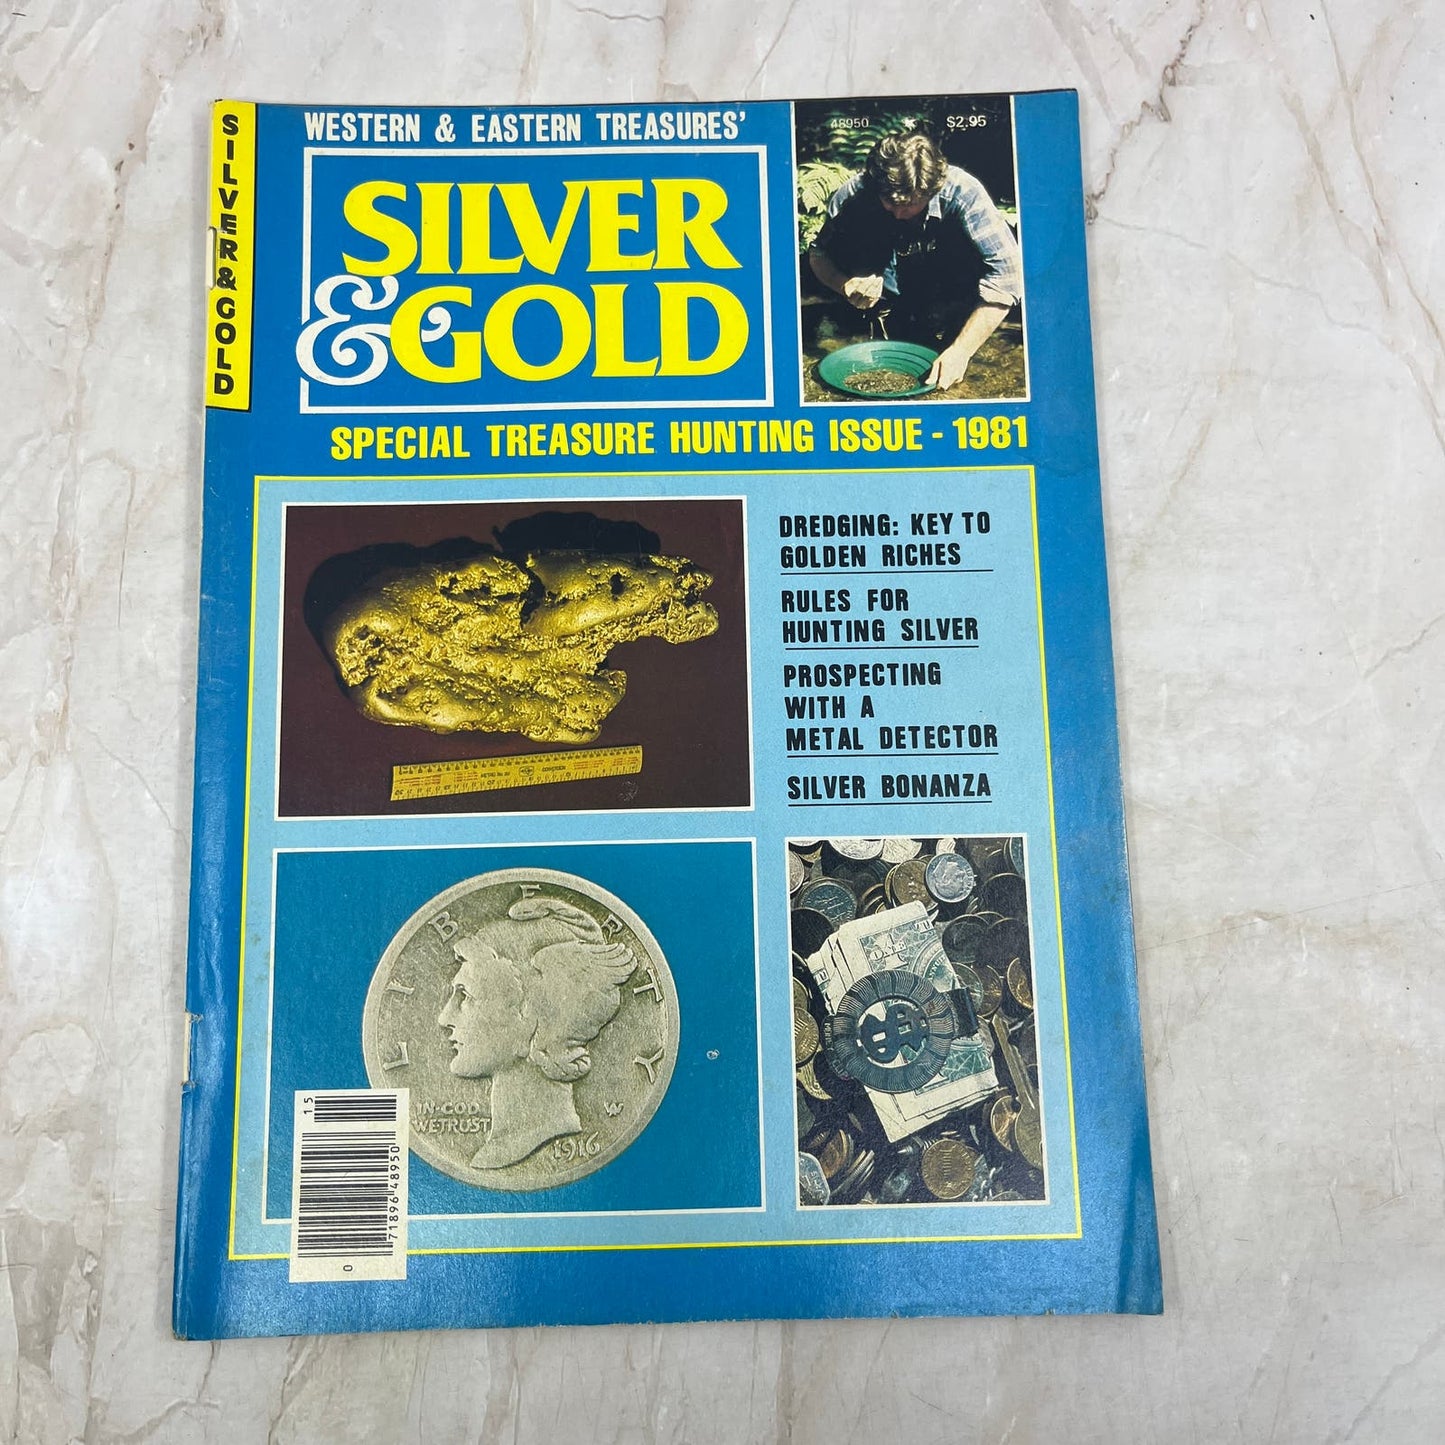 SILVER & GOLD
WESTERN & EASTERN TREASURES'
48950
$2.95
SILVER
& GOLD
SPECIAL TREASURE HUNTING ISSUE - 1981
DREDGING: KEY TO
GOLDEN RICHES
RULES FOR
HUNTING SILVER
PROSPECTING
WITH A
METAL DETECTOR
SILVER BONANZA
LIBERTY
IN·GOD
WE TRUST
1916
ONE
15
71896 48950
0